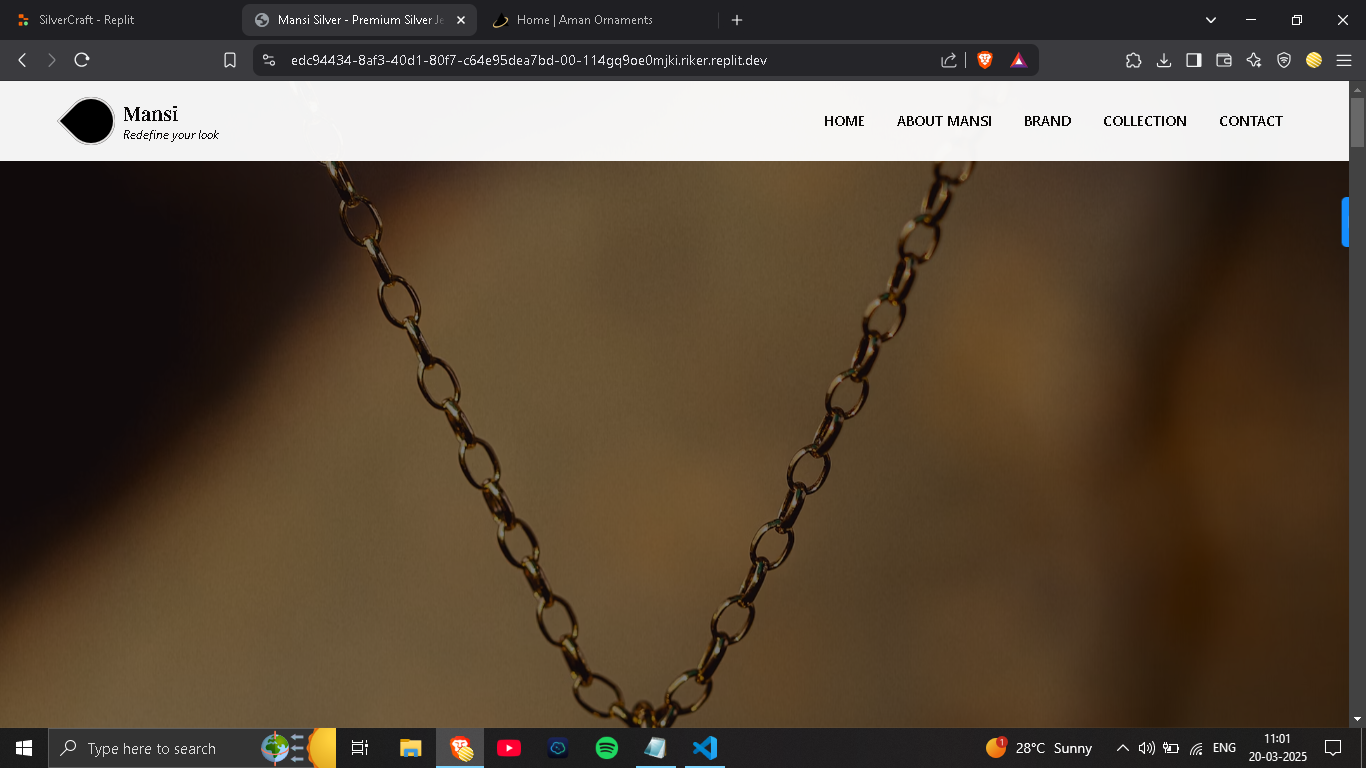 SilverCraft - Replit
Mansi Silver - Premium Silver Je
Home | Aman Ornaments
edc94434-8af3-40d1-80f7-c64e95dea7bd-00-114gq9oe0mjki.riker.replit.dev
Mansi
Redefine your look
HOME ABOUT MANSI BRAND COLLECTION CONTACT
Type here to search
1
28°C Sunny
ENG
11:01
20-03-2025